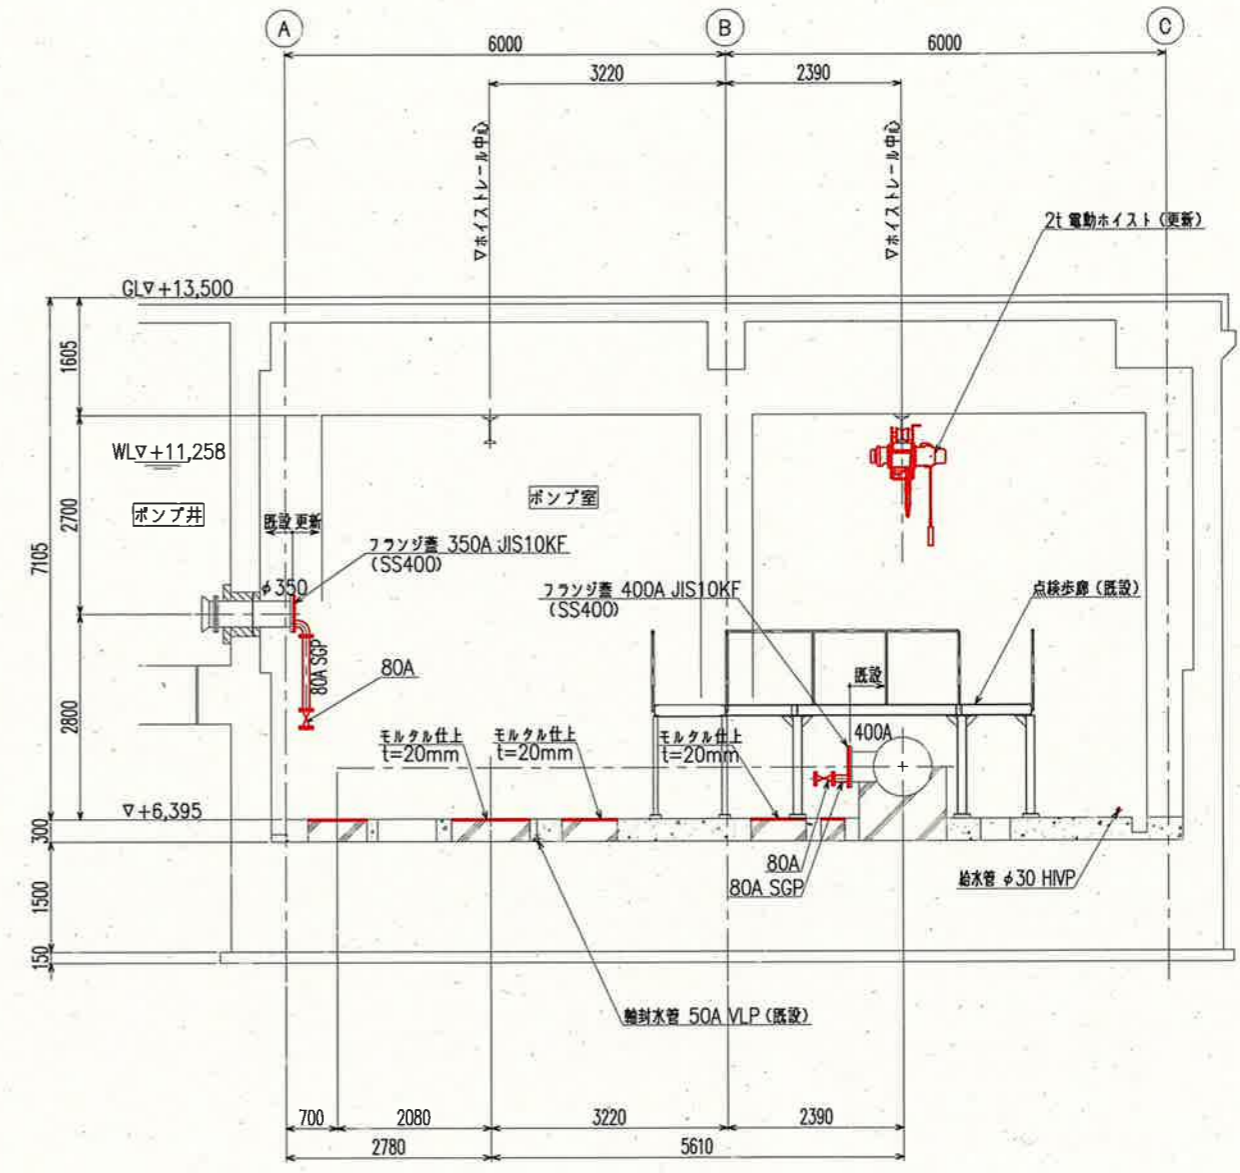 A
B
C
6000
6000
3220
2390
▽ホイストレール中心
▽ホイストレール中心
2t 電動ホイスト (更新)
GL▽+13,500
1605
WL▽+11,258
ポンプ井
ポンプ室
2700
7105
既設 更新
フランジ蓋 350A JIS10KF
(SS400)
φ350
フランジ蓋 400A JIS10KF
(SS400)
点検歩廊 (既設)
80A SGP
80A
既設
400A
2800
モルタル仕上
t=20mm
モルタル仕上
t=20mm
モルタル仕上
t=20mm
▽+6,395
300
80A
80A SGP
給水管 φ30 HIVP
1500
150
軸封水管 50A VLP (既設)
700
2080
3220
2390
2780
5610